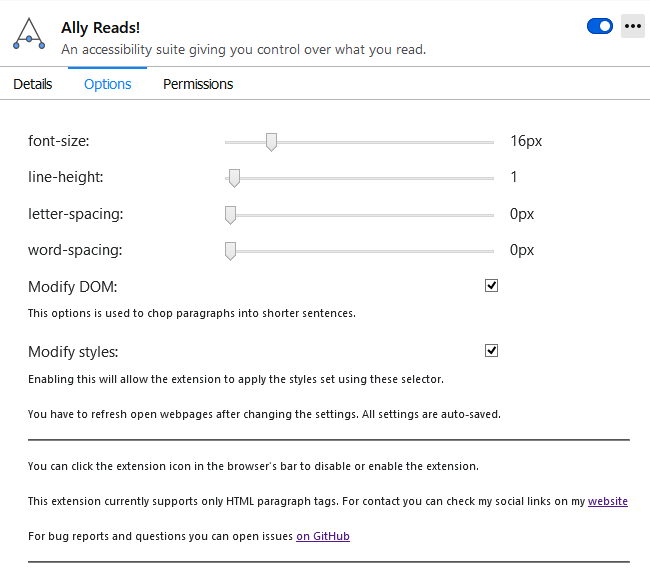 Ally Reads!
An accessibility suite giving you control over what you read.
Details Options Permissions
font-size: 16px
line-height: 1
letter-spacing: 0px
word-spacing: 0px
Modify DOM:
This options is used to chop paragraphs into shorter sentences.
Modify styles:
Enabling this will allow the extension to apply the styles set using these selector.
You have to refresh open webpages after changing the settings. All settings are auto-saved.
You can click the extension icon in the browser's bar to disable or enable the extension.
This extension currently supports only HTML paragraph tags. For contact you can check my social links on my website
For bug reports and questions you can open issues on GitHub